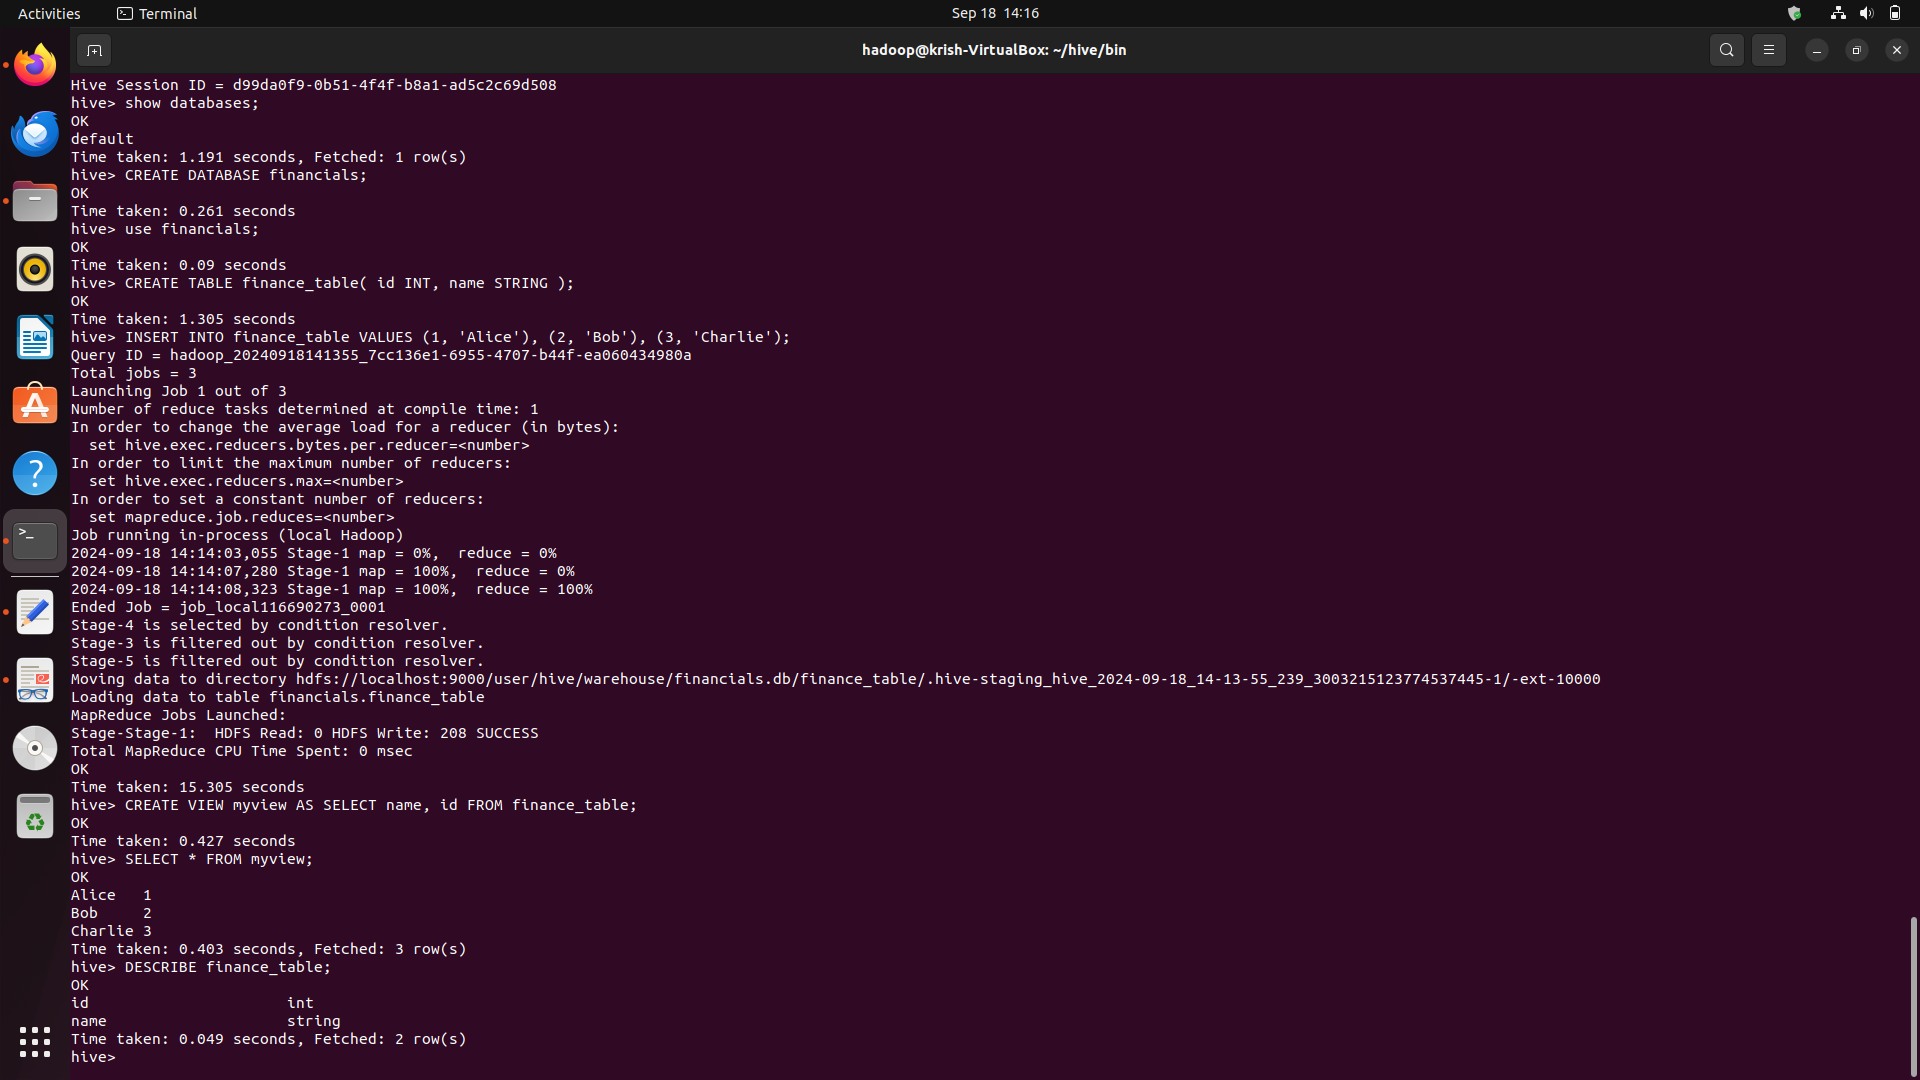 Activities
Terminal
Sep 18 14:16
hadoop@krish-VirtualBox: ~/hive/bin
Hive Session ID = d99da0f9-0b51-4f4f-b8a1-ad5c2c69d508
hive> show databases;
OK
default
Time taken: 1.191 seconds, Fetched: 1 row(s)
hive> CREATE DATABASE financials;
OK
Time taken: 0.261 seconds
hive> use financials;
OK
Time taken: 0.09 seconds
hive> CREATE TABLE finance_table( id INT, name STRING );
OK
Time taken: 1.305 seconds
hive> INSERT INTO finance_table VALUES (1, 'Alice'), (2, 'Bob'), (3, 'Charlie');
Query ID = hadoop_20240918141355_7cc136e1-6955-4707-b44f-ea060434980a
Total jobs = 3
Launching Job 1 out of 3
Number of reduce tasks determined at compile time: 1
In order to change the average load for a reducer (in bytes):
  set hive.exec.reducers.bytes.per.reducer=<number>
In order to limit the maximum number of reducers:
  set hive.exec.reducers.max=<number>
In order to set a constant number of reducers:
  set mapreduce.job.reduces=<number>
Job running in-process (local Hadoop)
2024-09-18 14:14:03,055 Stage-1 map = 0%,  reduce = 0%
2024-09-18 14:14:07,280 Stage-1 map = 100%,  reduce = 0%
2024-09-18 14:14:08,323 Stage-1 map = 100%,  reduce = 100%
Ended Job = job_local116690273_0001
Stage-4 is selected by condition resolver.
Stage-3 is filtered out by condition resolver.
Stage-5 is filtered out by condition resolver.
Moving data to directory hdfs://localhost:9000/user/hive/warehouse/financials.db/finance_table/.hive-staging_hive_2024-09-18_14-13-55_239_3003215123774537445-1/-ext-10000
Loading data to table financials.finance_table
MapReduce Jobs Launched:
Stage-Stage-1:  HDFS Read: 0 HDFS Write: 208 SUCCESS
Total MapReduce CPU Time Spent: 0 msec
OK
Time taken: 15.305 seconds
hive> CREATE VIEW myview AS SELECT name, id FROM finance_table;
OK
Time taken: 0.427 seconds
hive> SELECT * FROM myview;
OK
Alice   1
Bob     2
Charlie 3
Time taken: 0.403 seconds, Fetched: 3 row(s)
hive> DESCRIBE finance_table;
OK
id                      int
name                    string
Time taken: 0.049 seconds, Fetched: 2 row(s)
hive>